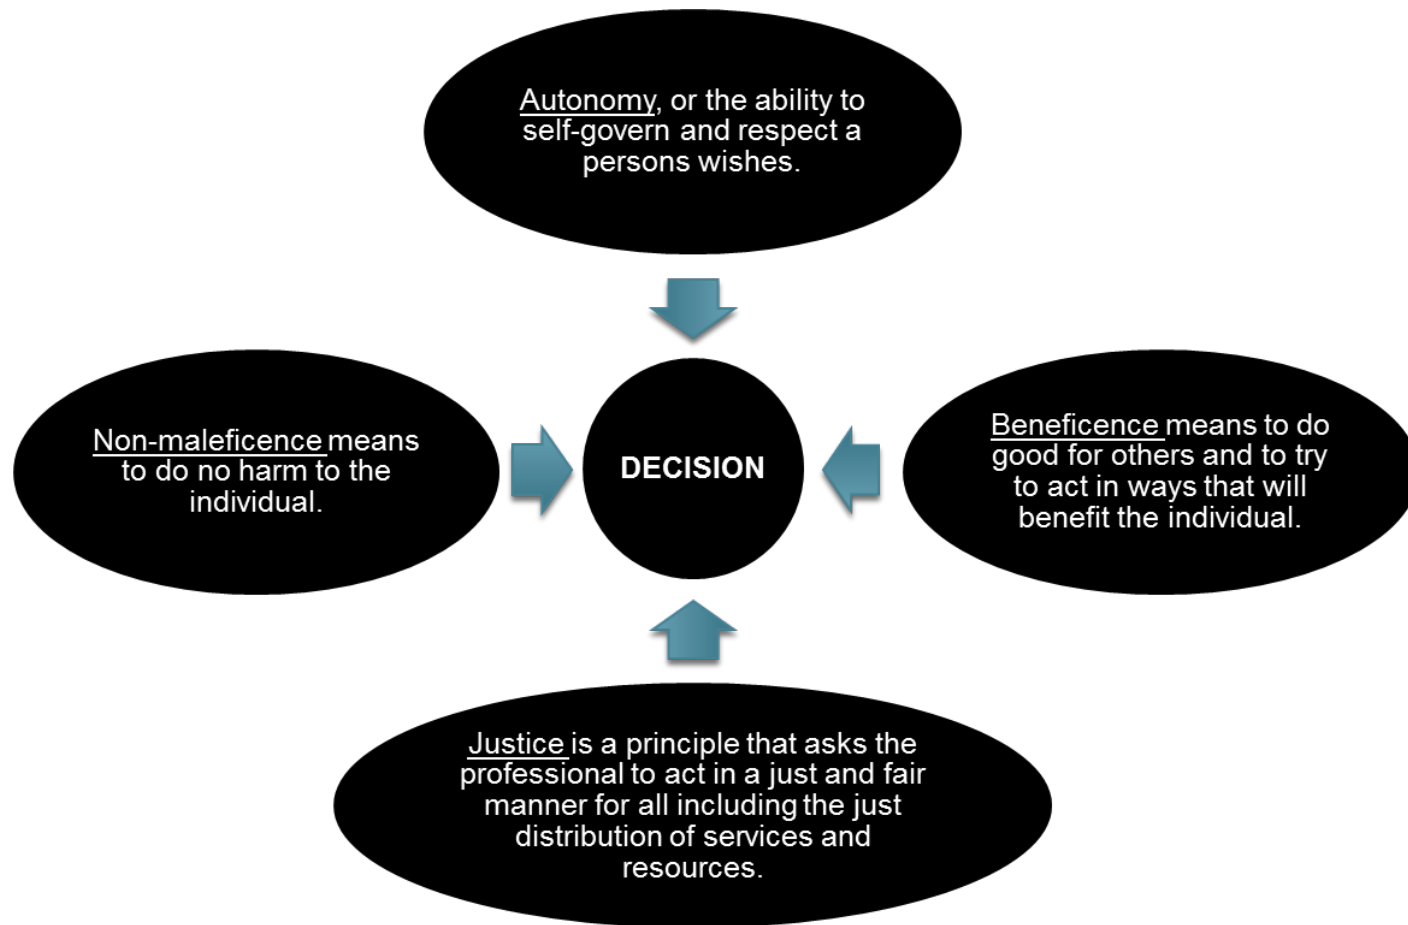 Autonomy, or the ability to
self-govern and respect a
persons wishes.
Non-maleficence means
to do no harm to the
individual.
DECISION
Beneficence means to do
good for others and to try
to act in ways that will
benefit the individual.
Justice is a principle that asks the
professional to act in a just and fair
manner for all including the just
distribution of services and
resources.